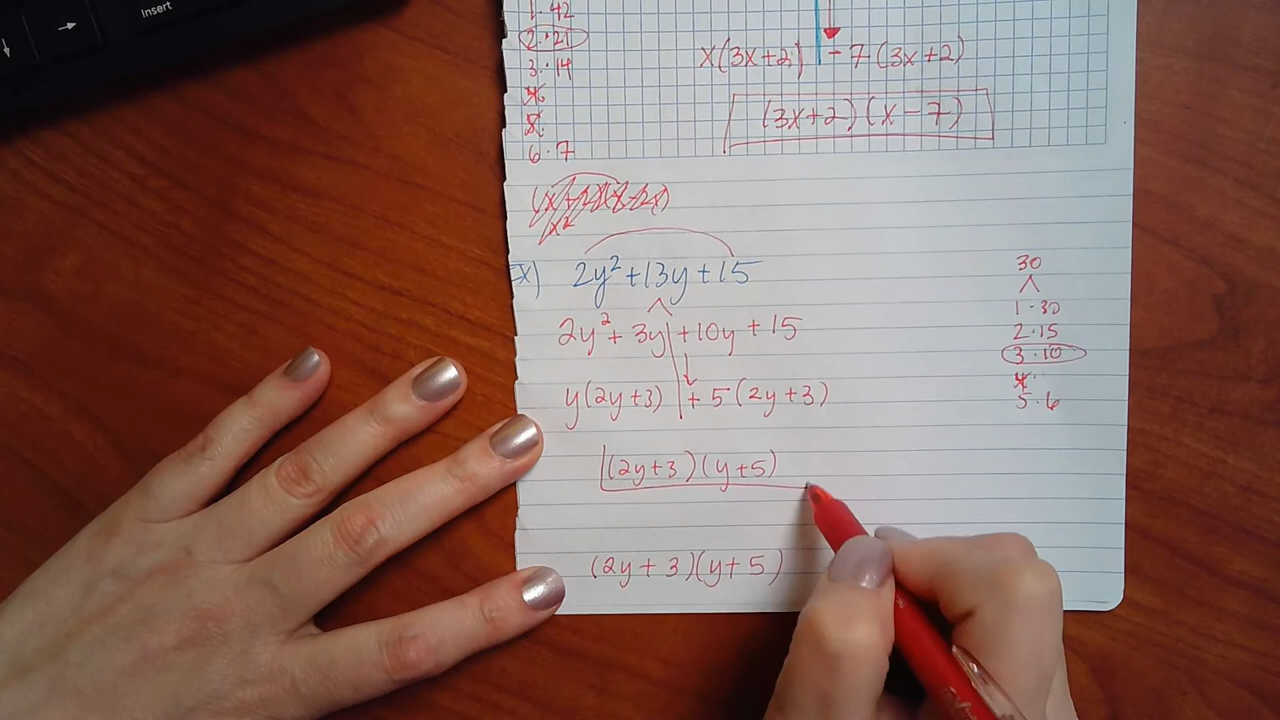 Insert
1·42
2·21
3·14
x(3x+2) - 7(3x+2)
(3x+2)(x-7)
6·7
x²
2y²+13y+15
2y²+3y+10y+15
y(2y+3)+5(2y+3)
(2y+3)(y+5)
(2y+3)(y+5)
30
1·30
2·15
3·10
4·
5·6